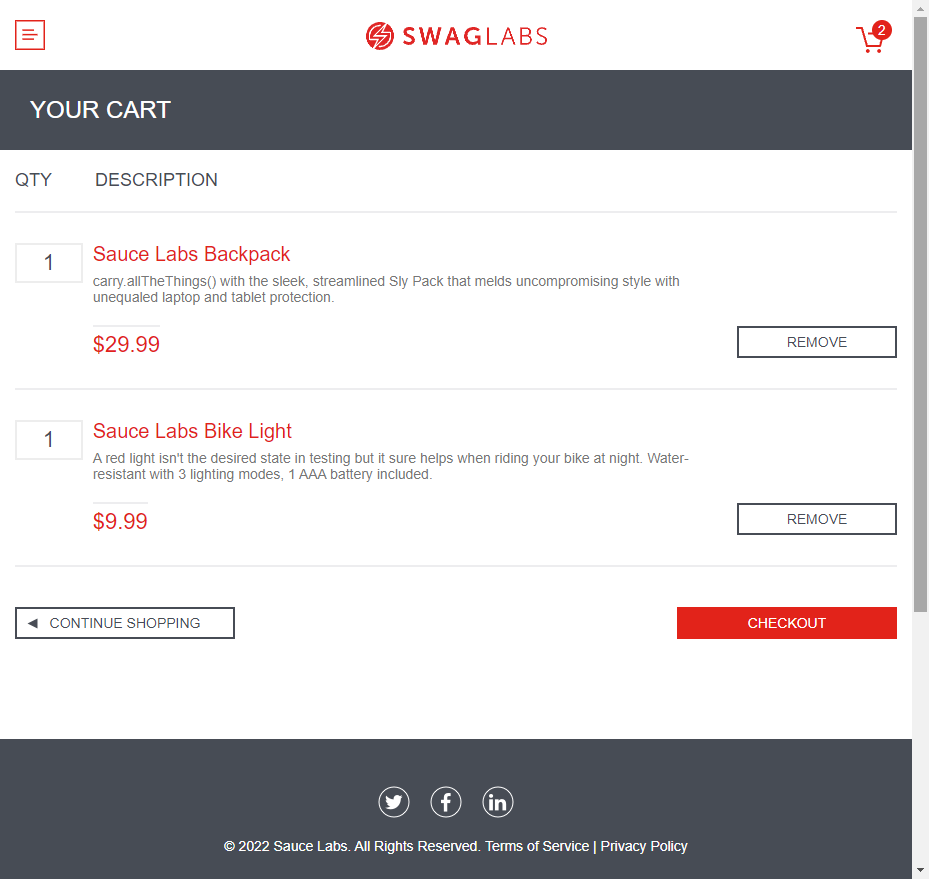 SWAGLABS
2
YOUR CART
QTY DESCRIPTION
1
Sauce Labs Backpack
carry.allTheThings() with the sleek, streamlined Sly Pack that melds uncompromising style with
unequaled laptop and tablet protection.
$29.99
REMOVE
1
Sauce Labs Bike Light
A red light isn't the desired state in testing but it sure helps when riding your bike at night. Water-
resistant with 3 lighting modes, 1 AAA battery included.
$9.99
REMOVE
CONTINUE SHOPPING
CHECKOUT
© 2022 Sauce Labs. All Rights Reserved. Terms of Service | Privacy Policy